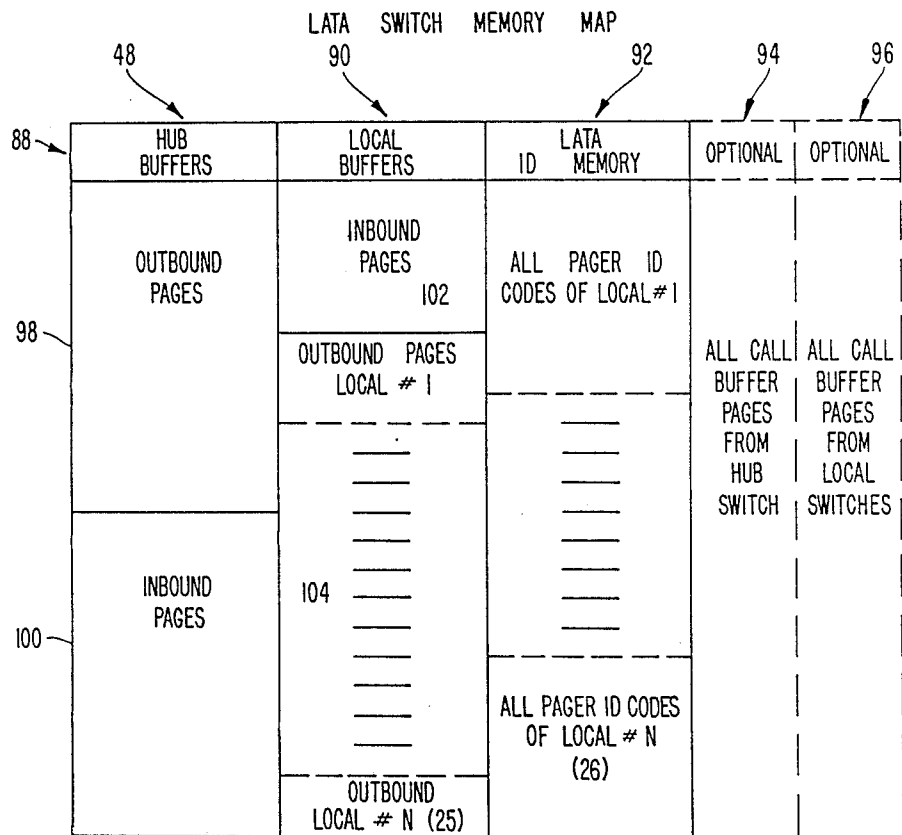 LATA SWITCH MEMORY MAP
48
90
92
94
96
88
HUB
BUFFERS
LOCAL
BUFFERS
LATA
ID MEMORY
OPTIONAL
OPTIONAL
OUTBOUND
PAGES
98
INBOUND
PAGES
100
INBOUND
PAGES
102
OUTBOUND PAGES
LOCAL # 1
104
OUTBOUND
LOCAL # N (25)
ALL PAGER ID
CODES OF LOCAL #1
ALL PAGER ID CODES
OF LOCAL # N
(26)
ALL CALL
BUFFER
PAGES
FROM
HUB
SWITCH
ALL CALL
BUFFER
PAGES
FROM
LOCAL
SWITCHES